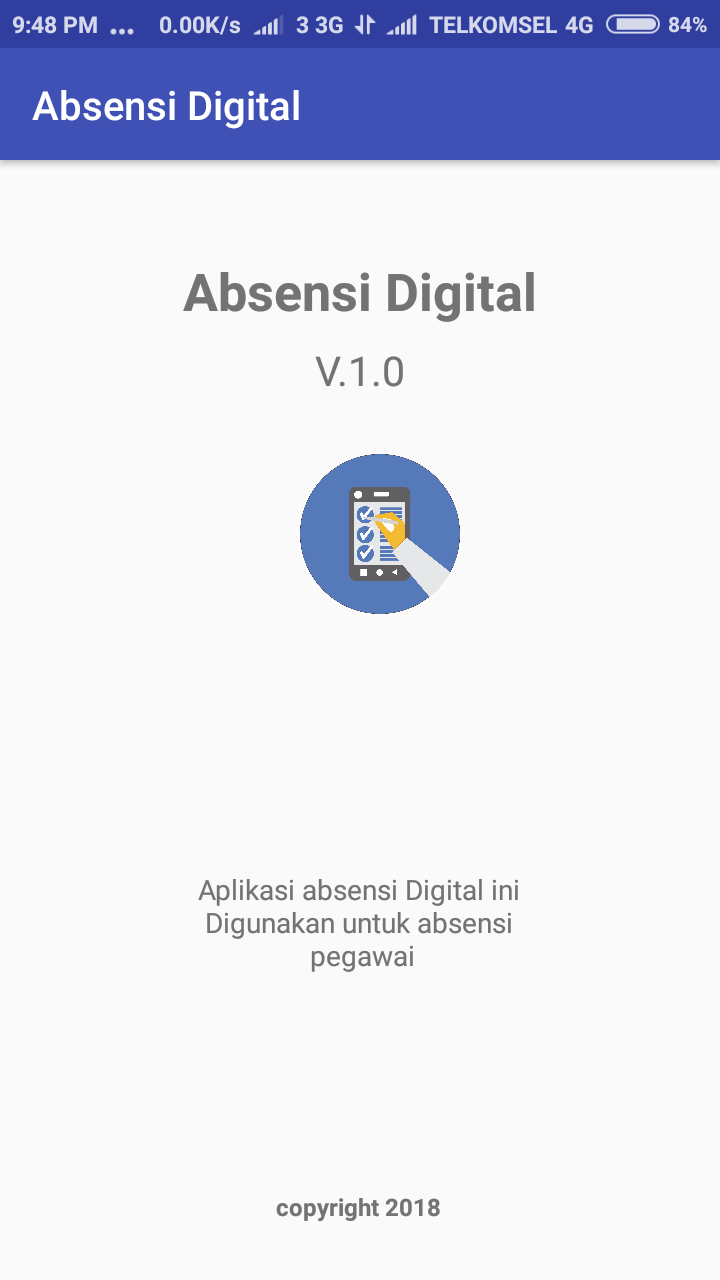 9:48 PM ... 0.00K/s 3 3G TELKOMSEL 4G 84%
Absensi Digital
Absensi Digital
V.1.0
Aplikasi absensi Digital ini
Digunakan untuk absensi
pegawai
copyright 2018